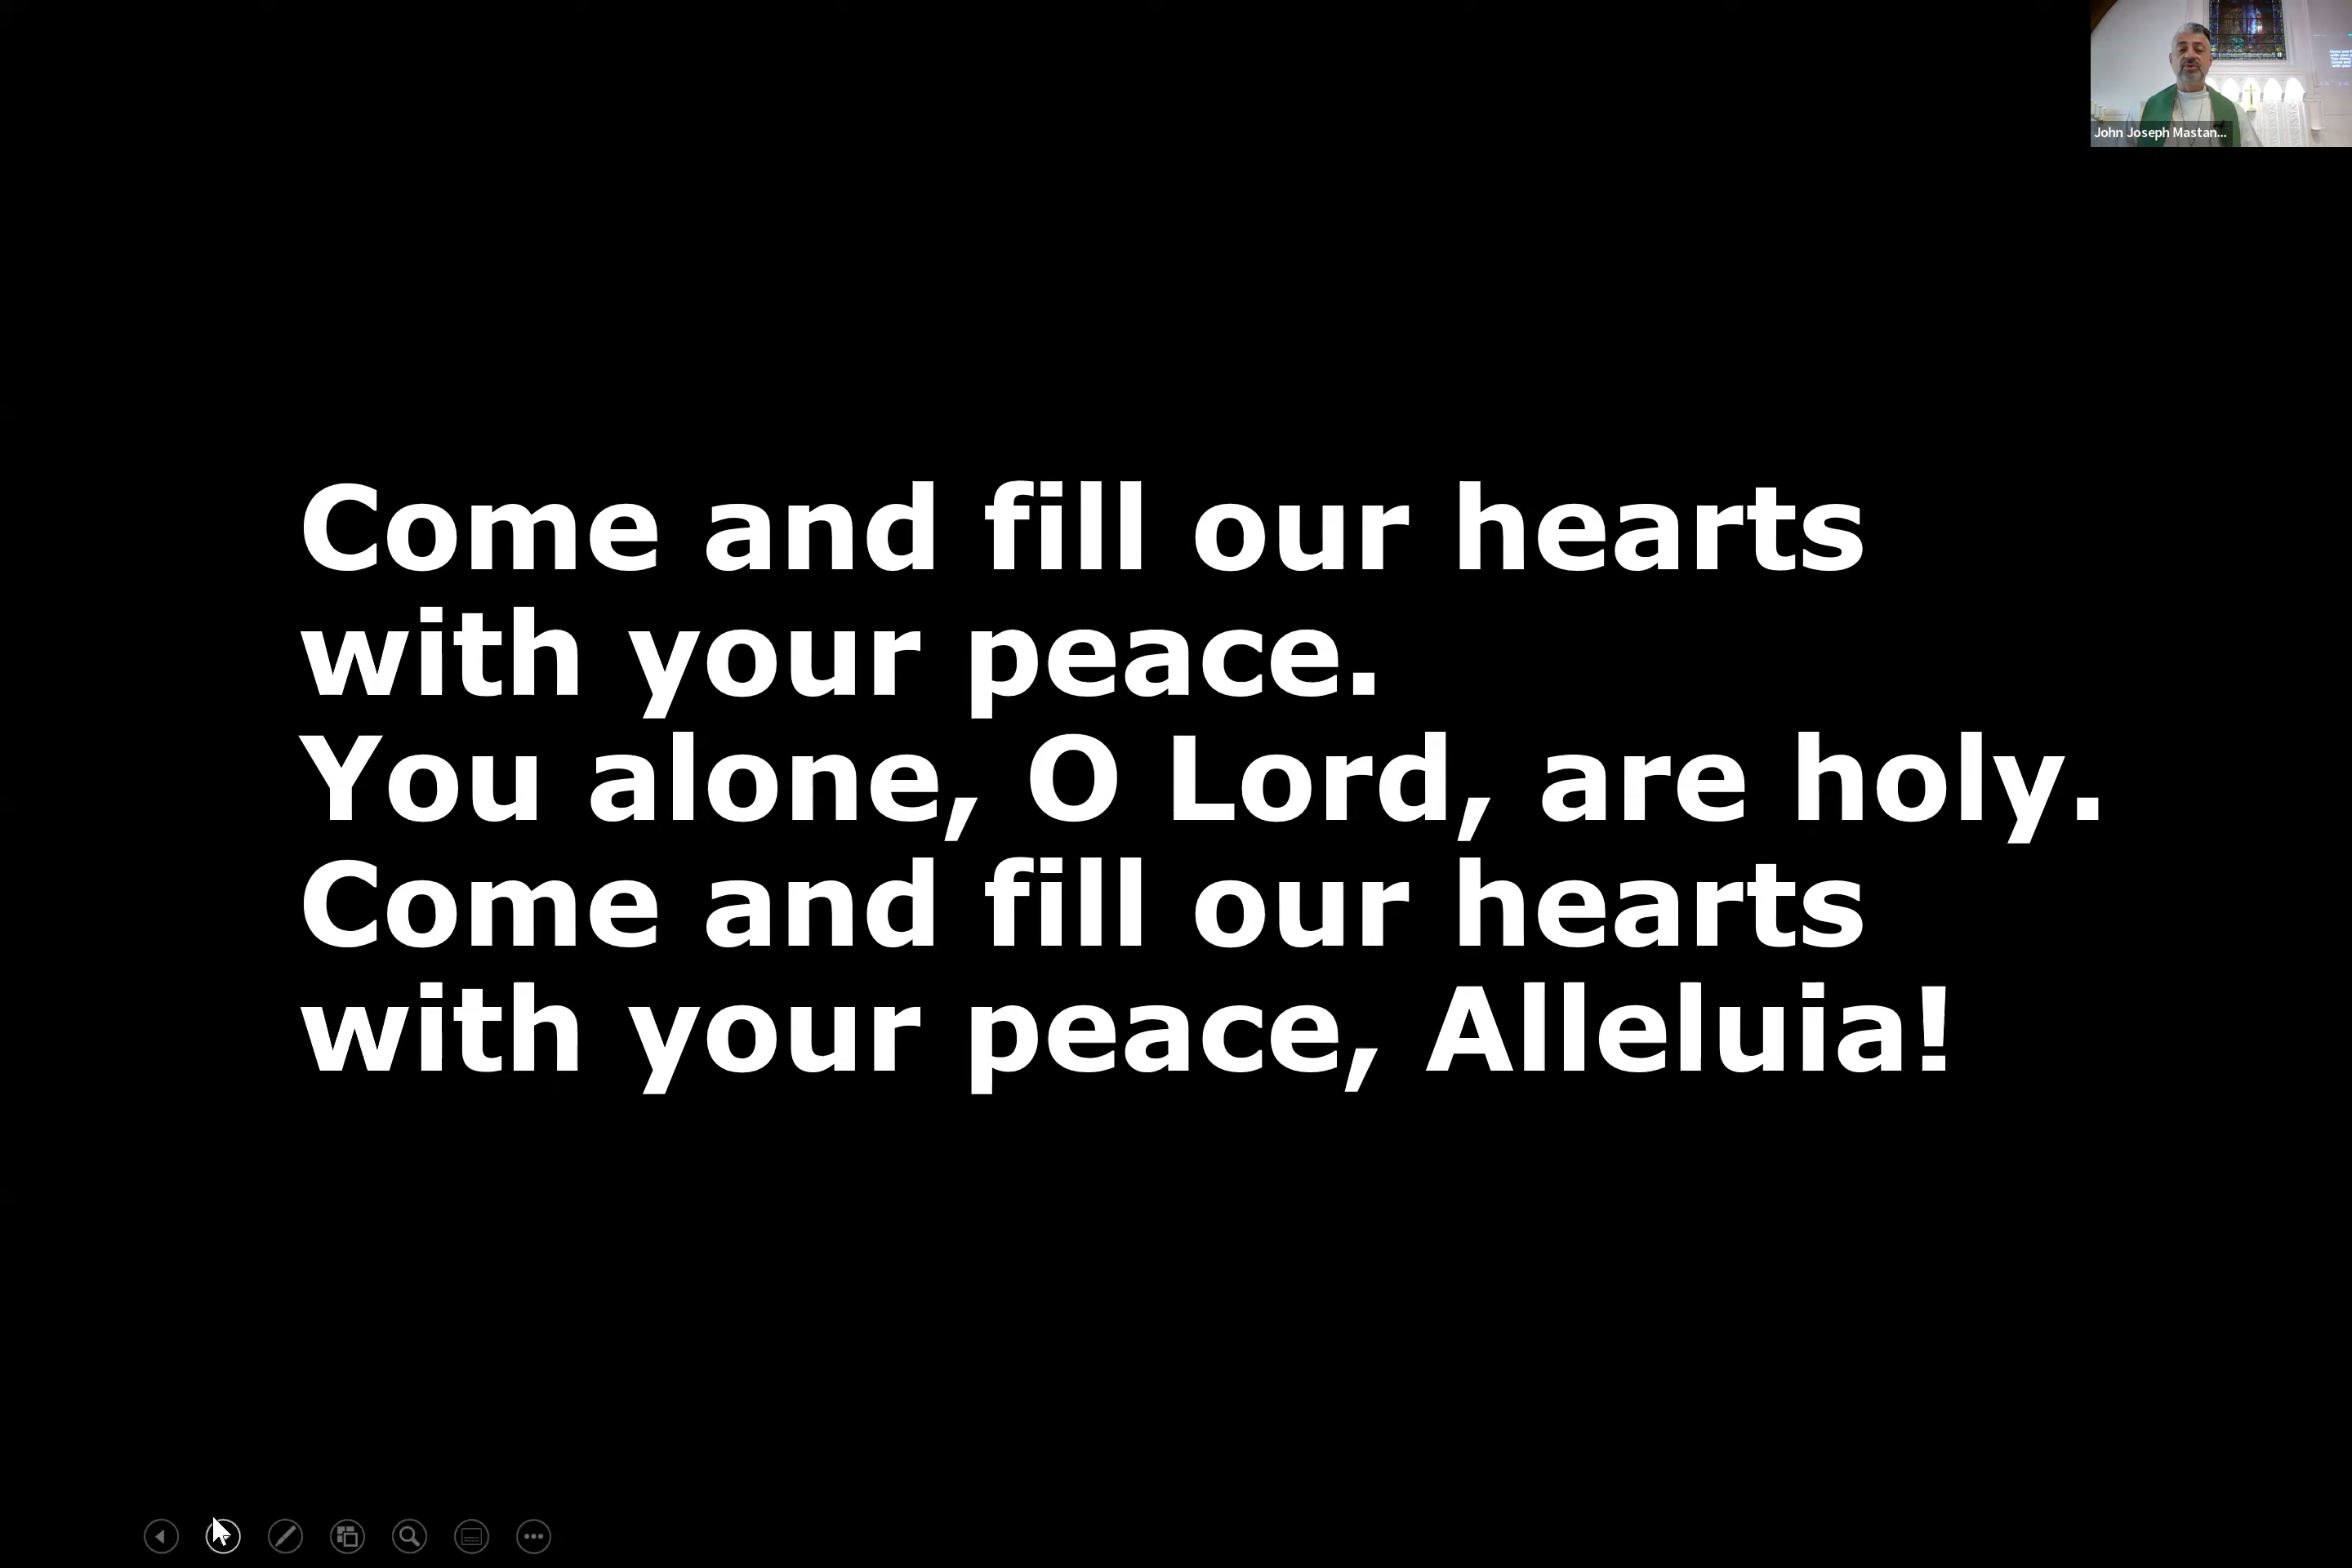 John Joseph Mastan...
Come and fill our hearts
with your peace.
You alone, O Lord, are holy.
Come and fill our hearts
with your peace, Alleluia!